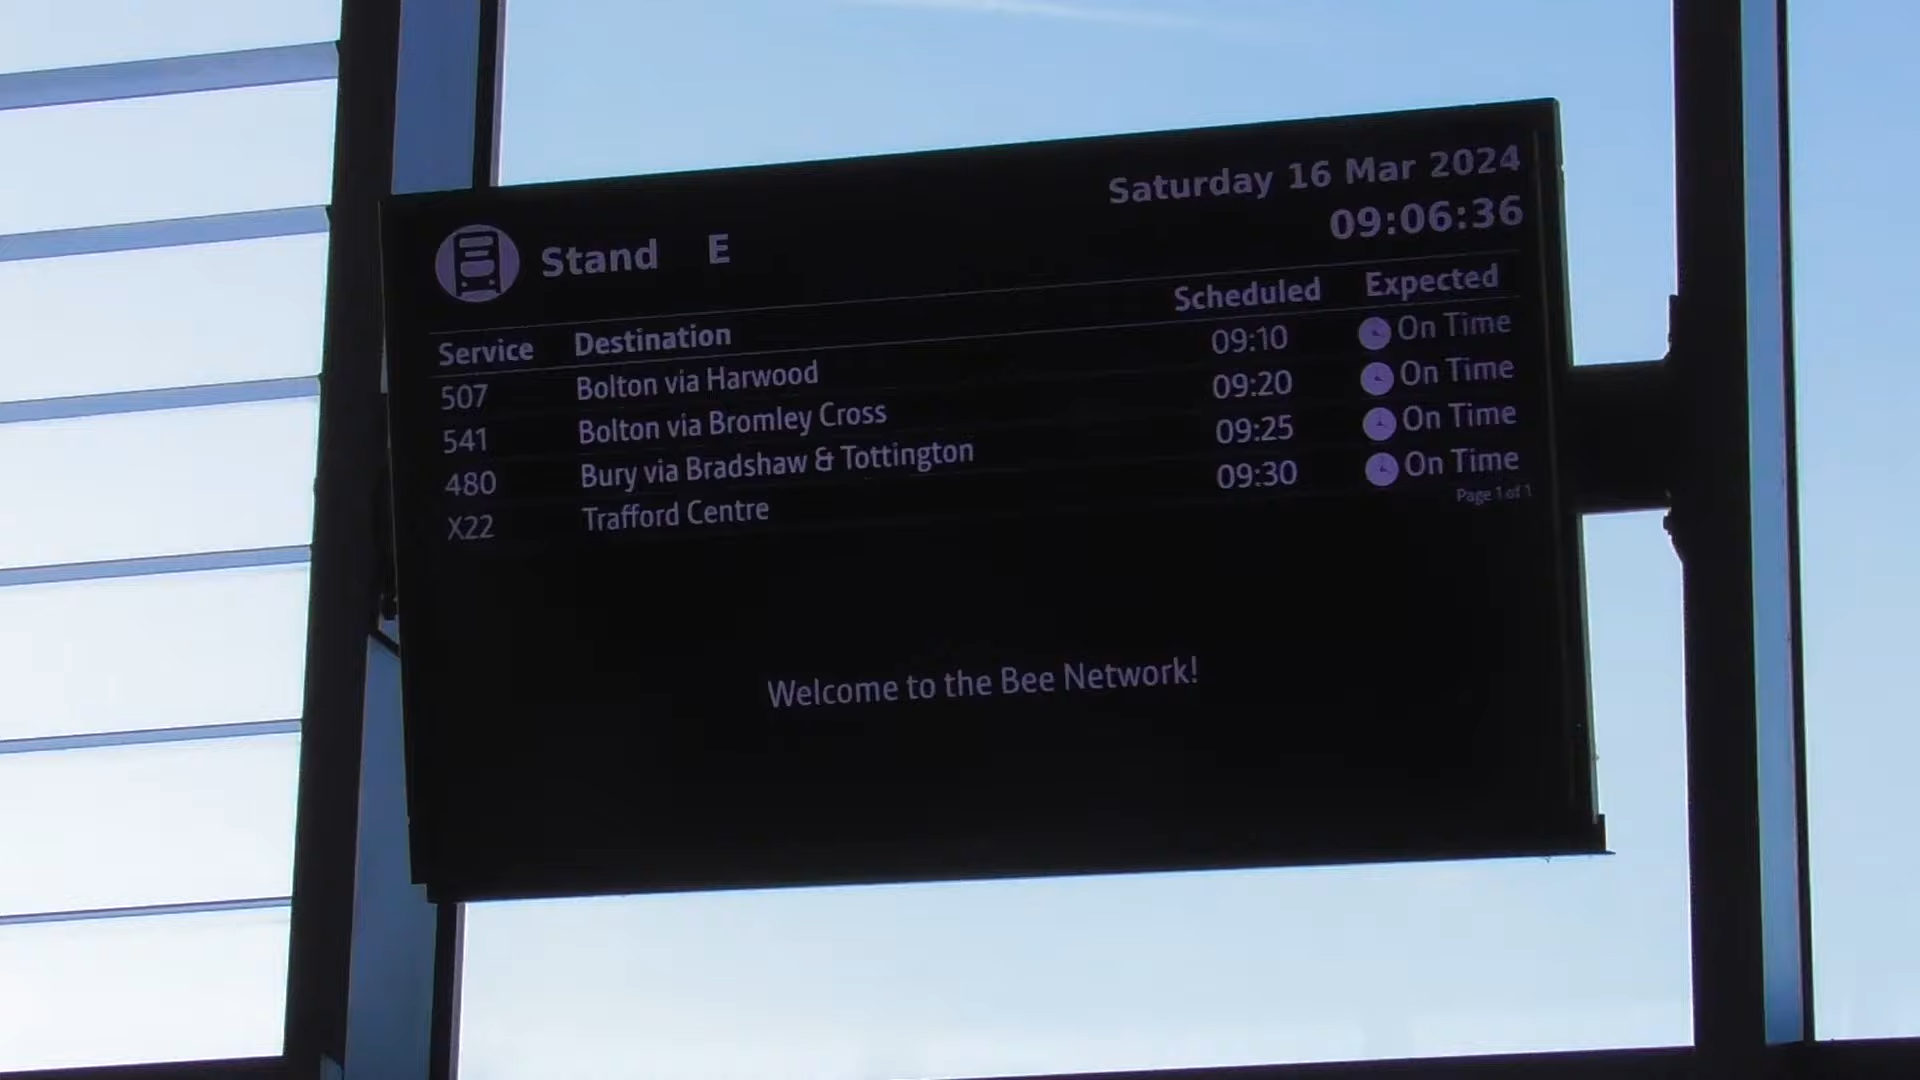 Saturday 16 Mar 2024
09:06:36
Stand E
Service Destination Scheduled Expected
507 Bolton via Harwood 09:10 On Time
541 Bolton via Bromley Cross 09:20 On Time
480 Bury via Bradshaw & Tottington 09:25 On Time
X22 Trafford Centre 09:30 On Time
Page 1 of 1
Welcome to the Bee Network!